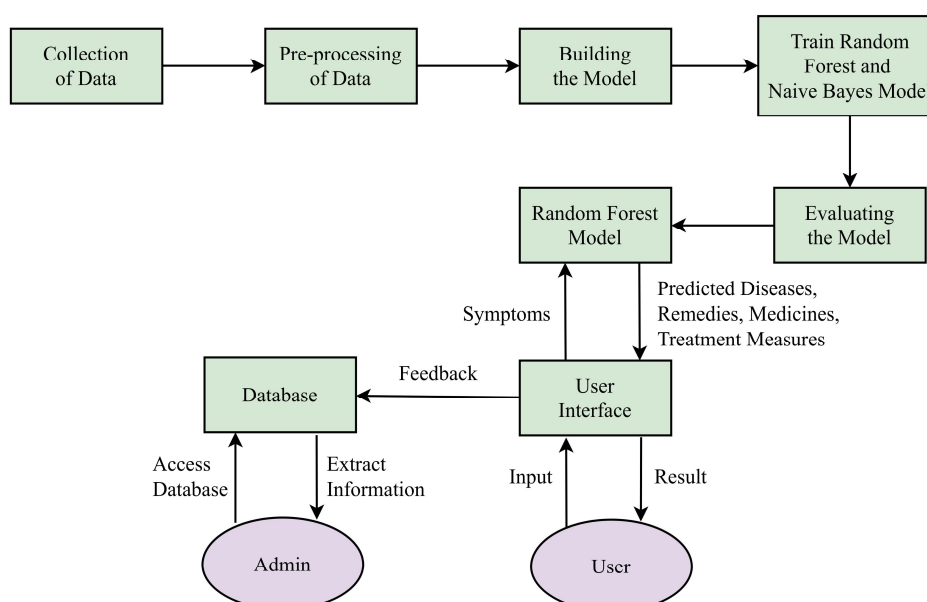 Collection
of Data
Pre-processing
of Data
Building
the Model
Train Random
Forest and
Naive Bayes Model
Random Forest
Model
Evaluating
the Model
Symptoms
Predicted Diseases,
Remedies, Medicines,
Treatment Measures
Database
Feedback
User
Interface
Access
Database
Extract
Information
Input
Result
Admin
User